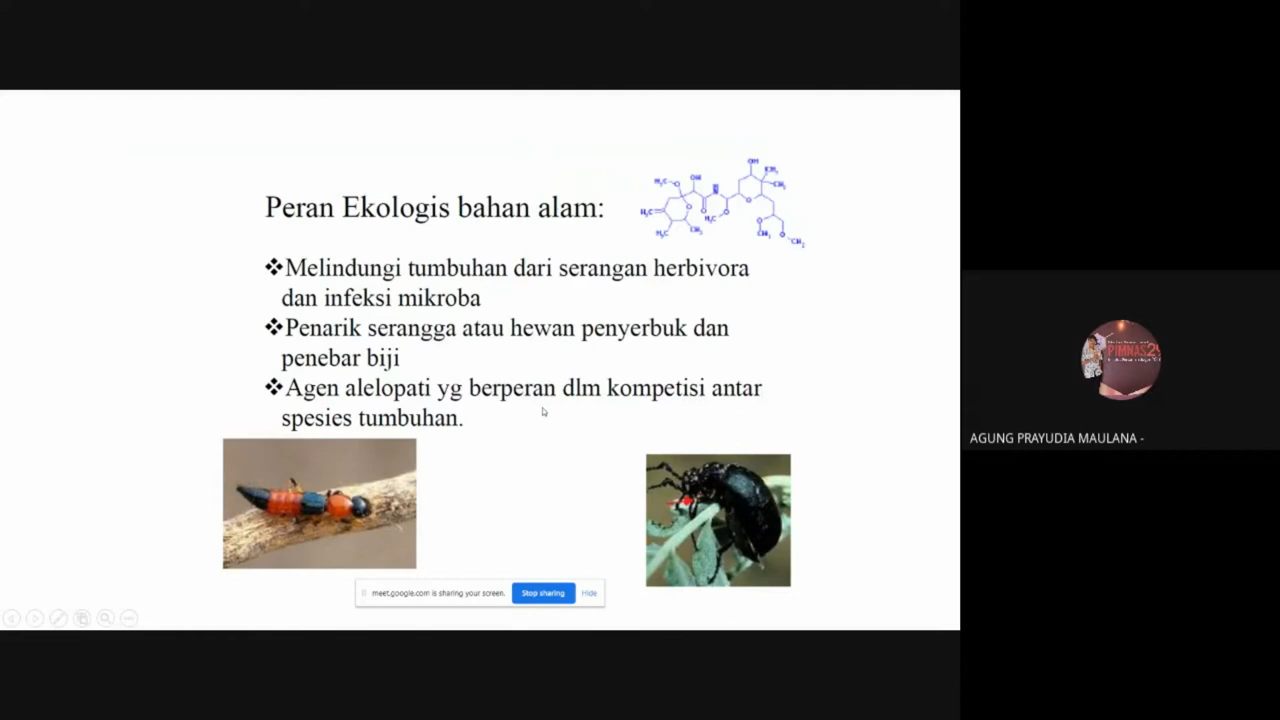 Peran Ekologis bahan alam:
❖Melindungi tumbuhan dari serangan herbivora
dan infeksi mikroba
❖Penarik serangga atau hewan penyerbuk dan
penebar biji
❖Agen alelopati yg berperan dlm kompetisi antar
spesies tumbuhan.
meet.google.com is sharing your screen. Stop sharing Hide
PIMNAS29
AGUNG PRAYUDIA MAULANA -